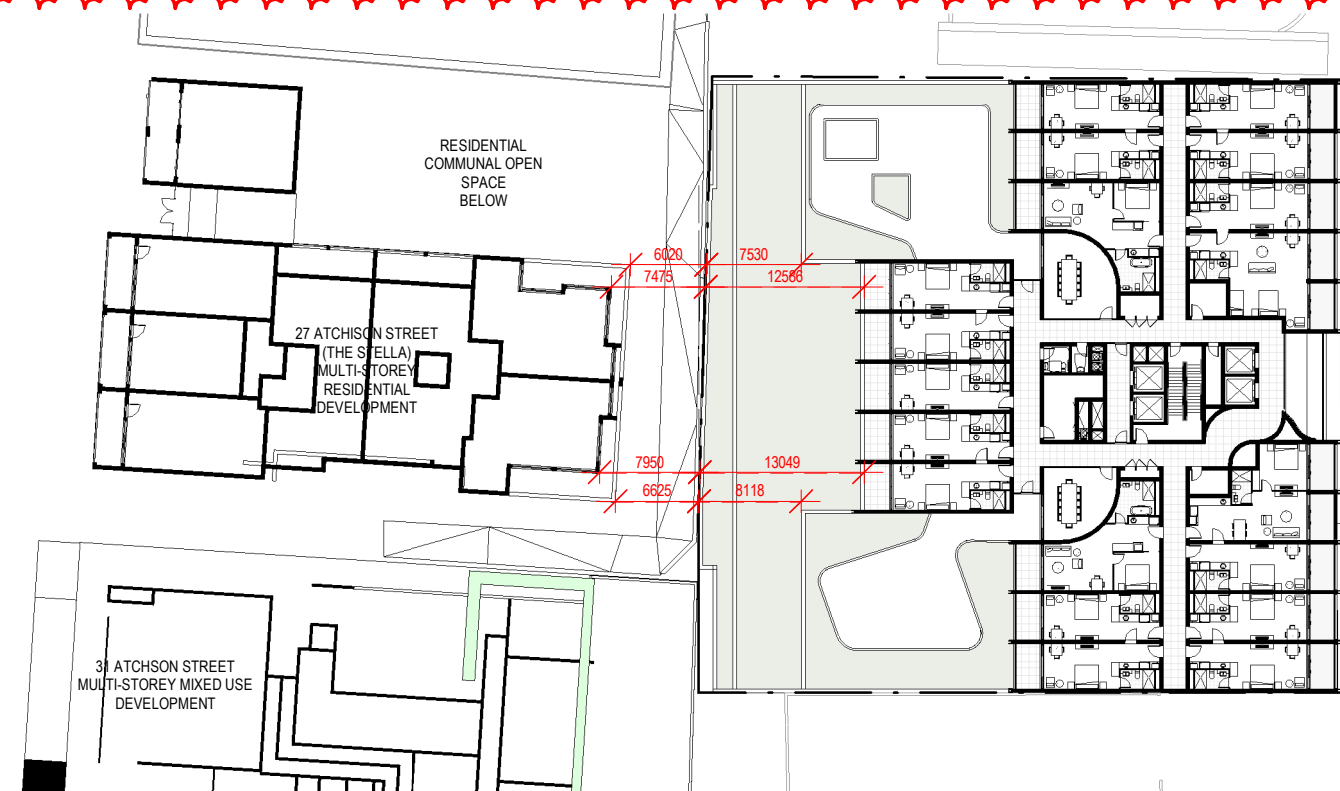 RESIDENTIAL
COMMUNAL OPEN
SPACE
BELOW
6020
7530
7475
12566
27 ATCHISON STREET
(THE STELLA)
MULTI-STOREY
RESIDENTIAL
DEVELOPMENT
7950
13049
6625
8118
31 ATCHSON STREET
MULTI-STOREY MIXED USE
DEVELOPMENT